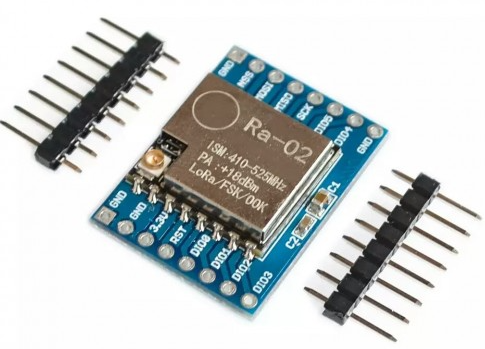 GND
NSS
MOSI
MISO
SCK
DIO5
DIO4
GND
Ra-02
ISM:410-525MHz
PA:+18dBm
LoRa/FSK/OOK
C1
C2
GND
GND
3.3V
RST
DIO0
DIO1
DIO2
DIO3